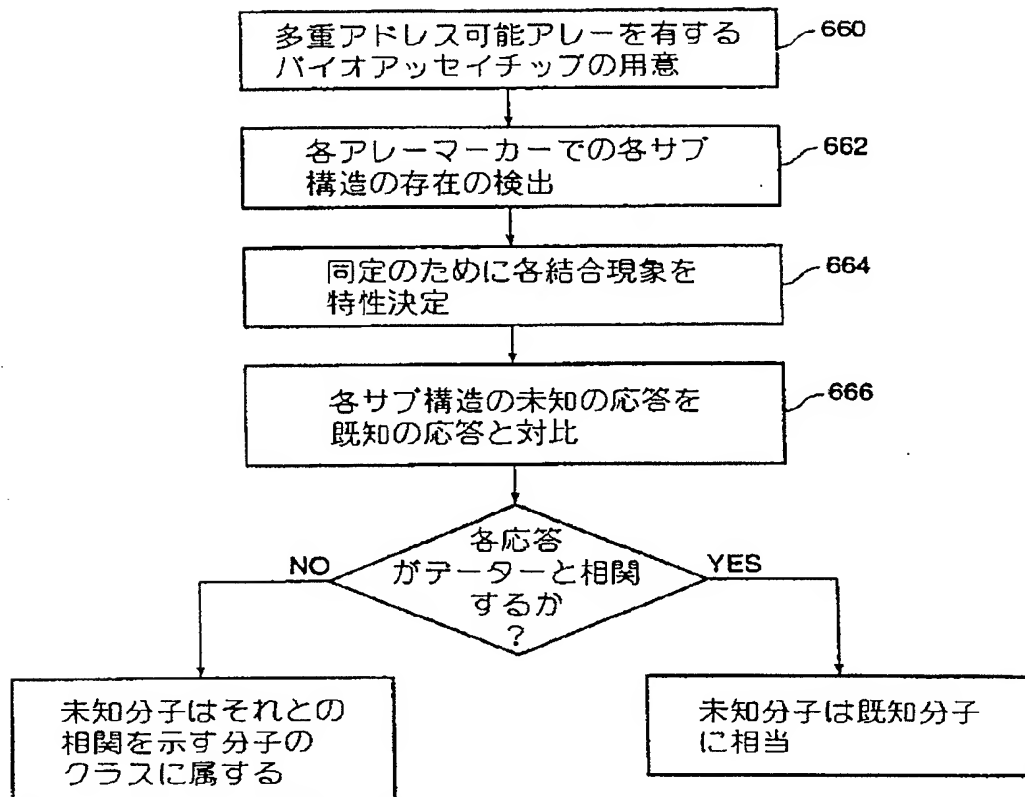 多重アドレス可能アレーを有する
バイオアッセイチップの用意
660
各アレーマーカーでの各サブ
構造の存在の検出
662
同定のために各結合現象を
特性決定
664
各サブ構造の未知の応答を
既知の応答と対比
666
各応答
がデーターと相関
するか
?
NO
YES
未知分子はそれとの
相関を示す分子の
クラスに属する
未知分子は既知分子
に相当